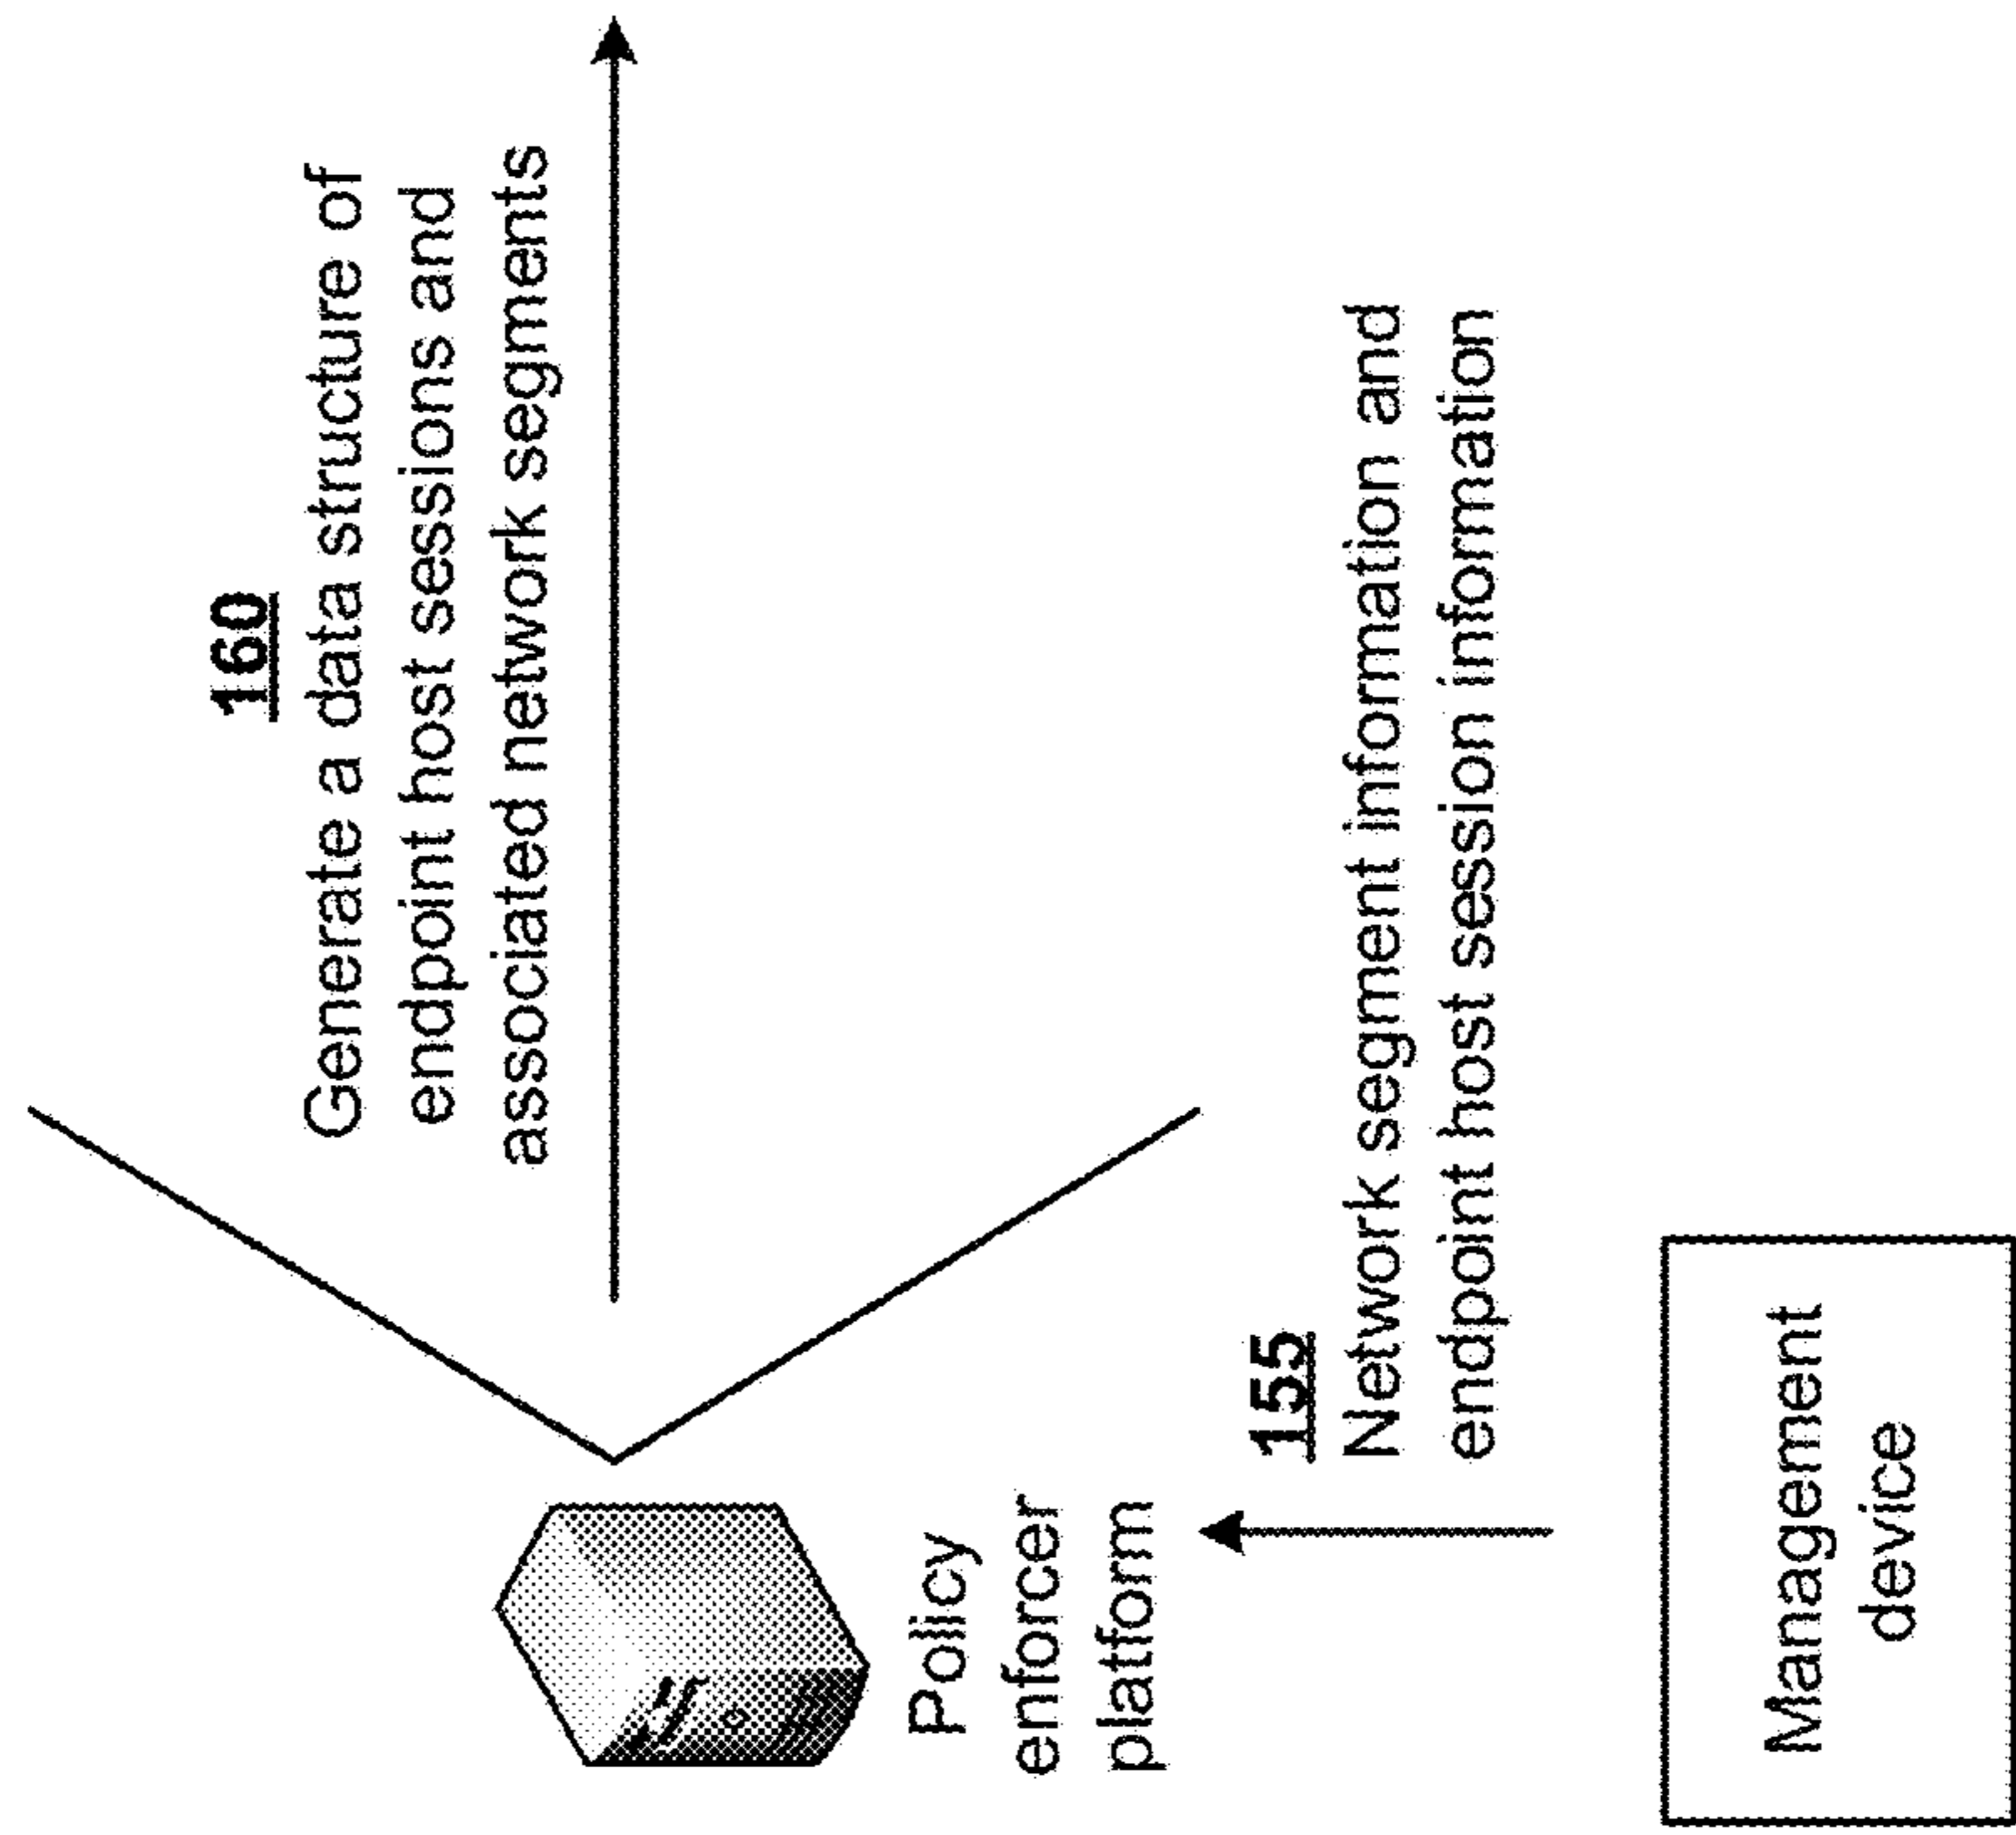 160
Generate a data structure of
endpoint host sessions and
associated network segments
Policy
enforcer
platform
155
Network segment information and
endpoint host session information
Management
device